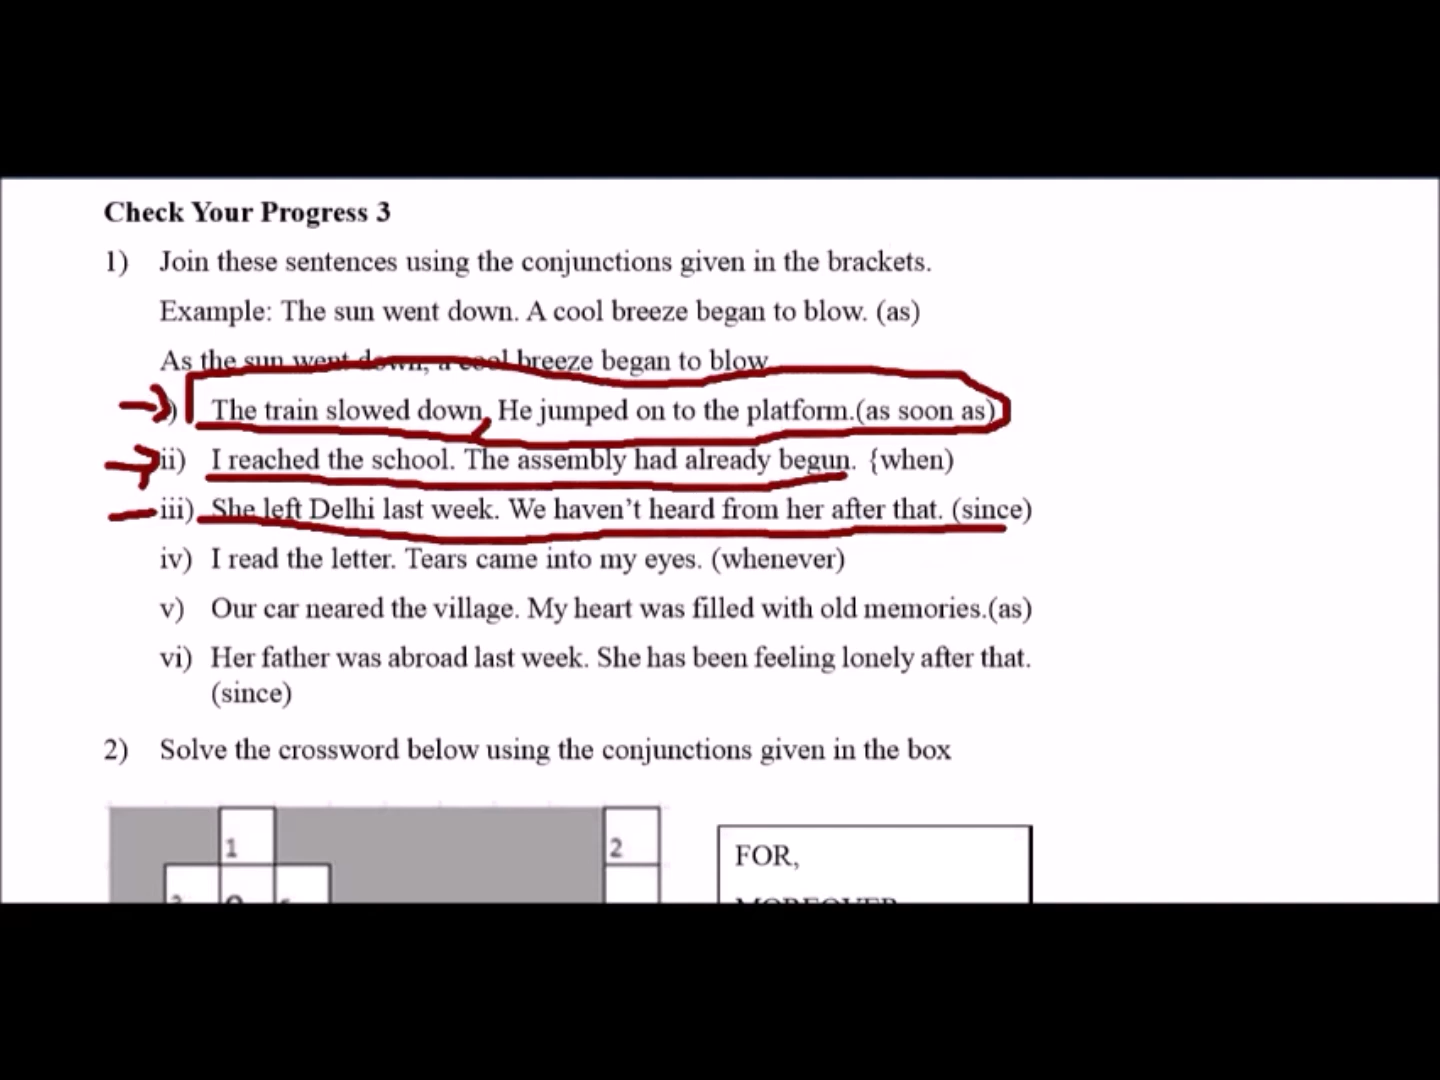 Check Your Progress 3
1) Join these sentences using the conjunctions given in the brackets.
Example: The sun went down. A cool breeze began to blow. (as)
As the sun went down, a cool breeze began to blow
) The train slowed down. He jumped on to the platform.(as soon as)
ii) I reached the school. The assembly had already begun. {when)
iii) She left Delhi last week. We haven’t heard from her after that. (since)
iv) I read the letter. Tears came into my eyes. (whenever)
v) Our car neared the village. My heart was filled with old memories.(as)
vi) Her father was abroad last week. She has been feeling lonely after that.
(since)
2) Solve the crossword below using the conjunctions given in the box
1
2
FOR,
MOREOVER